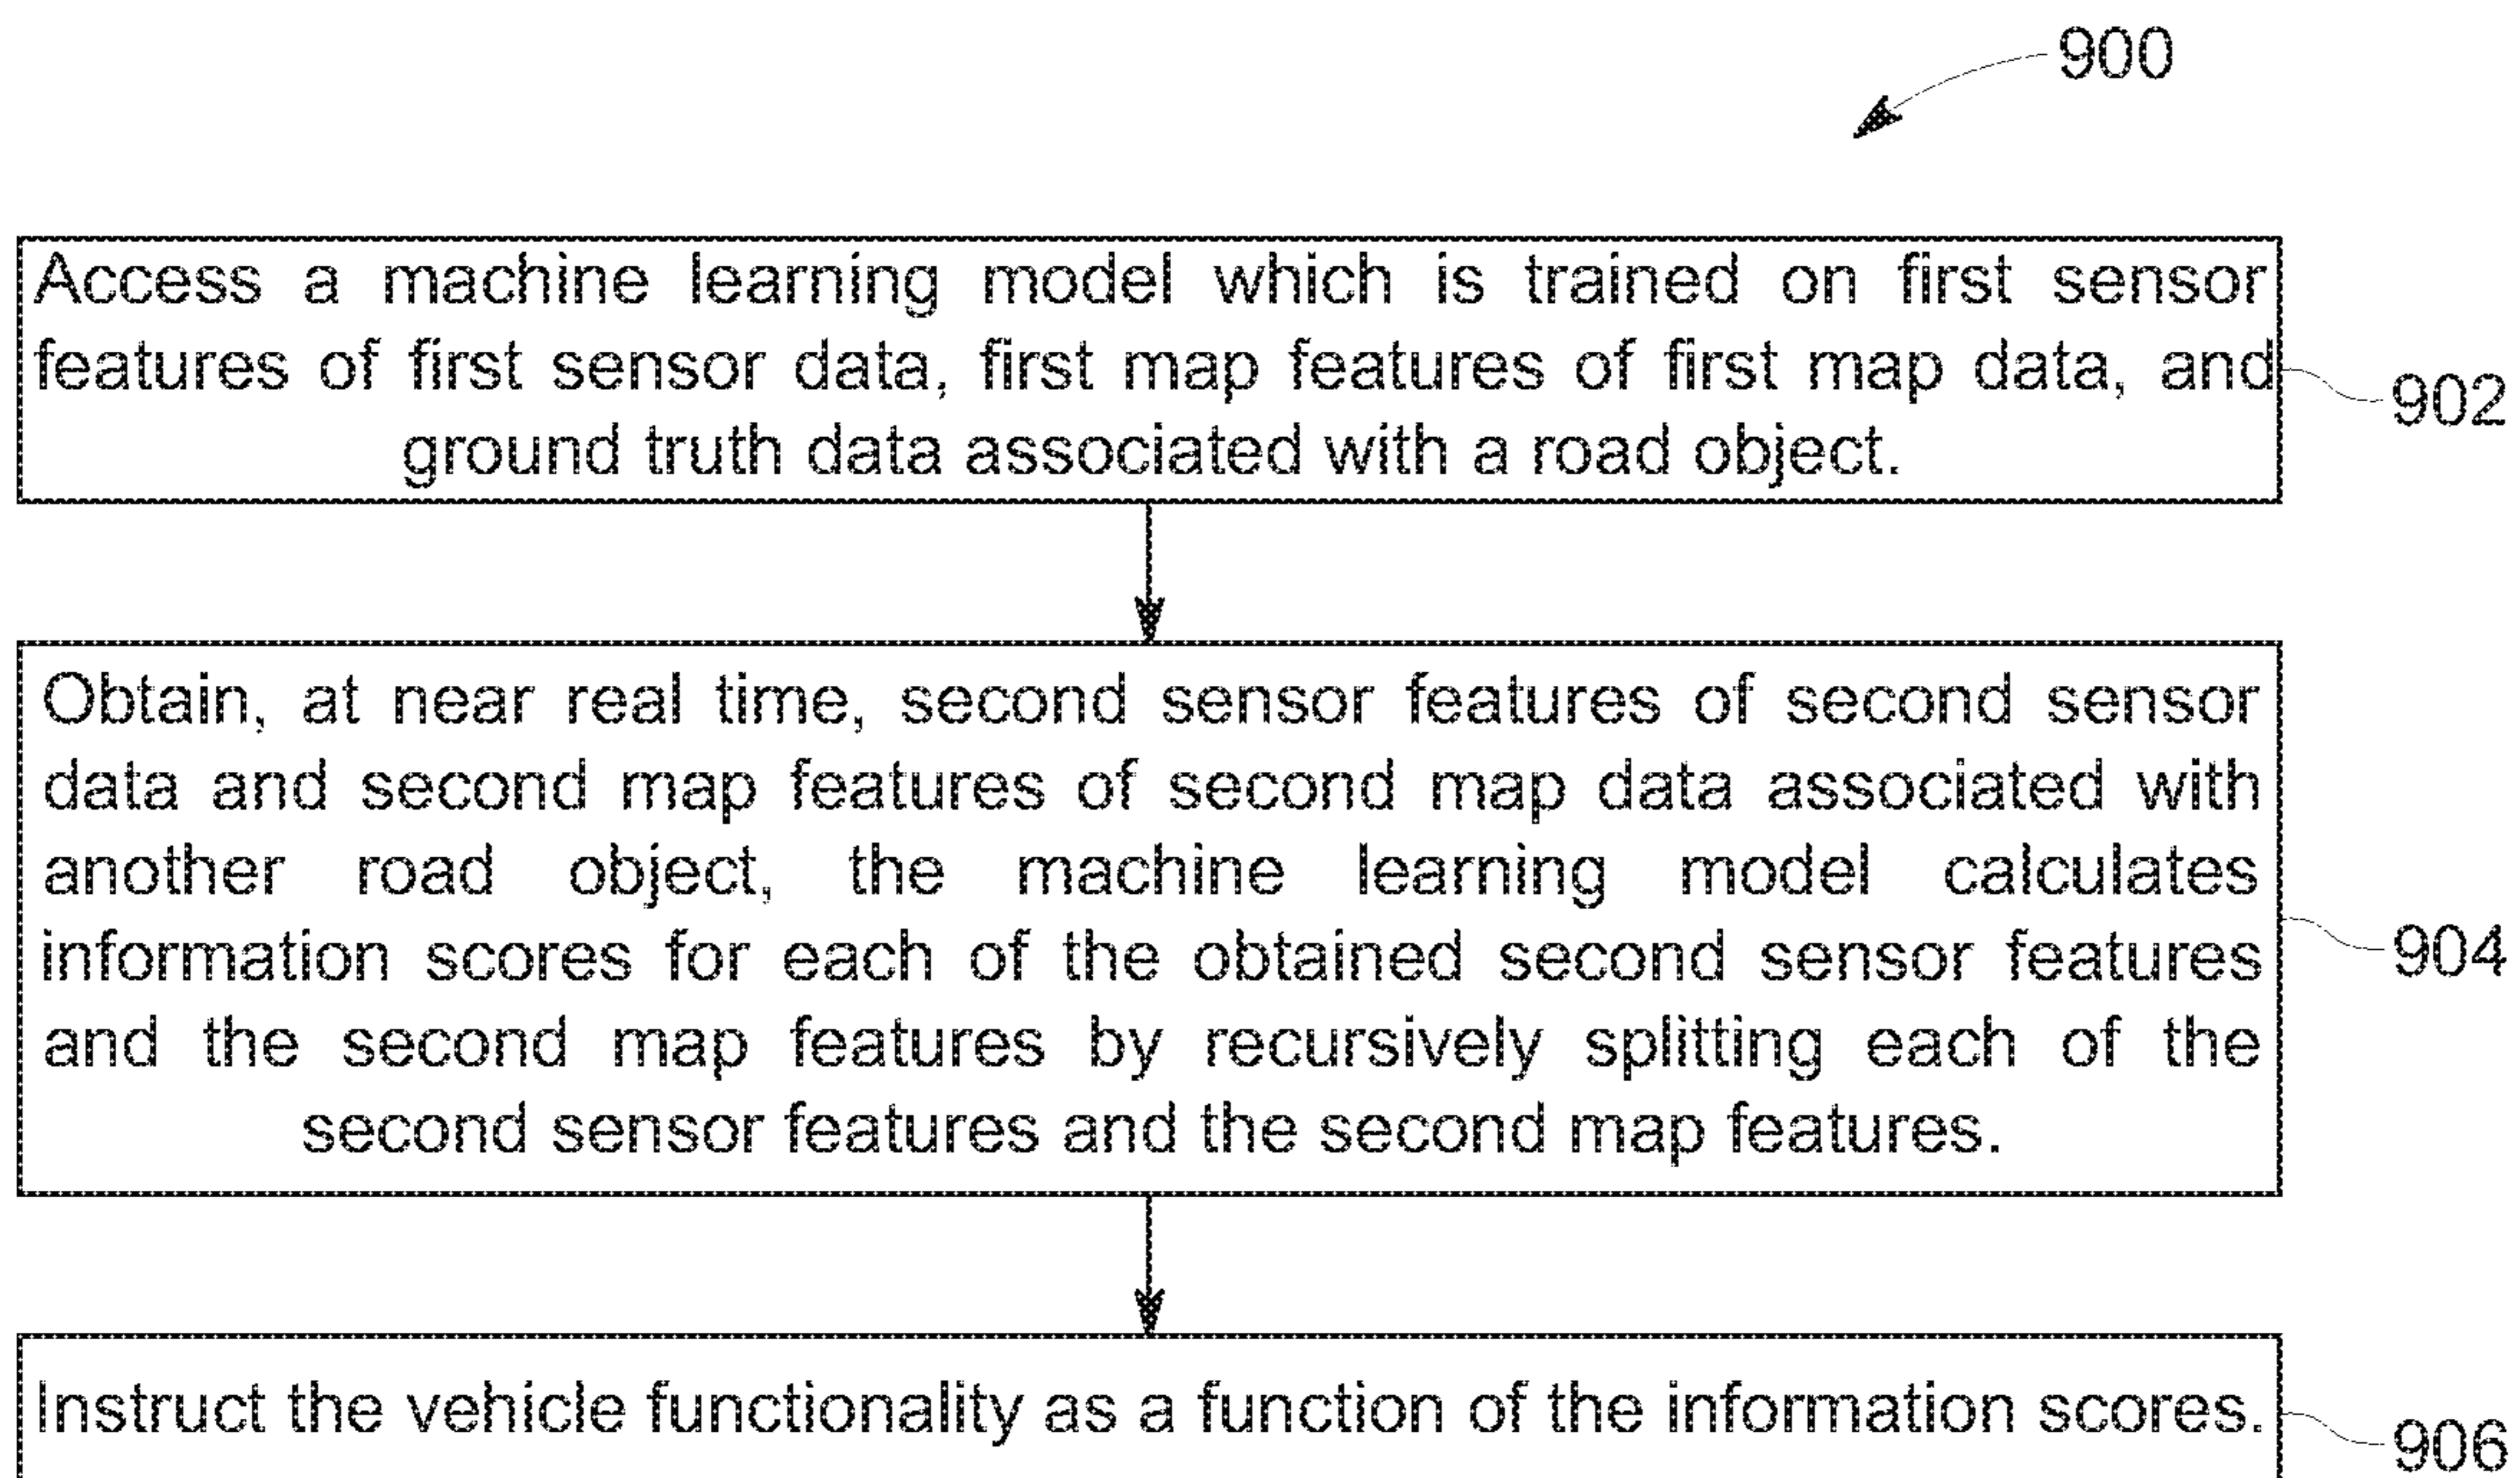 900
Access a machine learning model which is trained on first sensor
features of first sensor data, first map features of first map data, and
ground truth data associated with a road object.
902
Obtain, at near real time, second sensor features of second sensor
data and second map features of second map data associated with
another road object, the machine learning model calculates
information scores for each of the obtained second sensor features
and the second map features by recursively splitting each of the
second sensor features and the second map features.
904
Instruct the vehicle functionality as a function of the information scores.
906